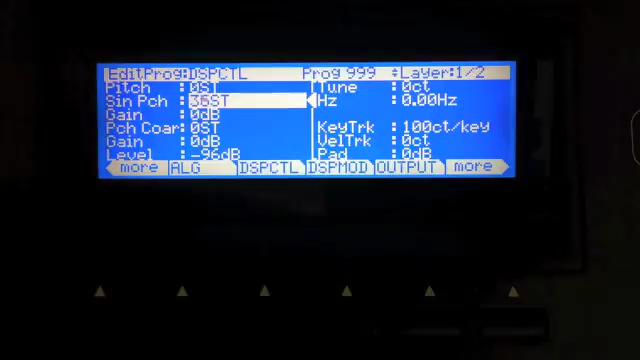 EditProg:DSPCTL Prog 999 Layer:1/2
Pitch : 0ST Tune : 0ct
Sin Pch : 36ST Hz : 0.00Hz
Gain : 0dB
Pch Coar: 0ST KeyTrk : 100ct/key
Gain : 0dB VelTrk : 0ct
Level : -96dB Pad : 0dB
more ALG DSPCTL DSPMOD OUTPUT more